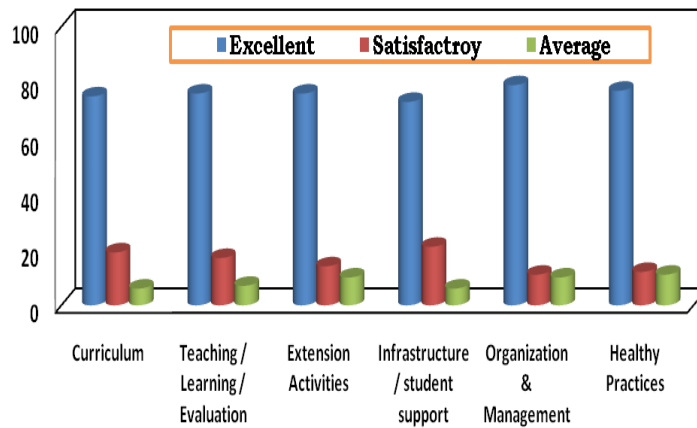 100
80
60
40
20
0
Excellent Satisfactroy Average
Curriculum
Teaching /
Learning /
Evaluation
Extension
Activities
Infrastructure
/ student
support
Organization
&
Management
Healthy
Practices